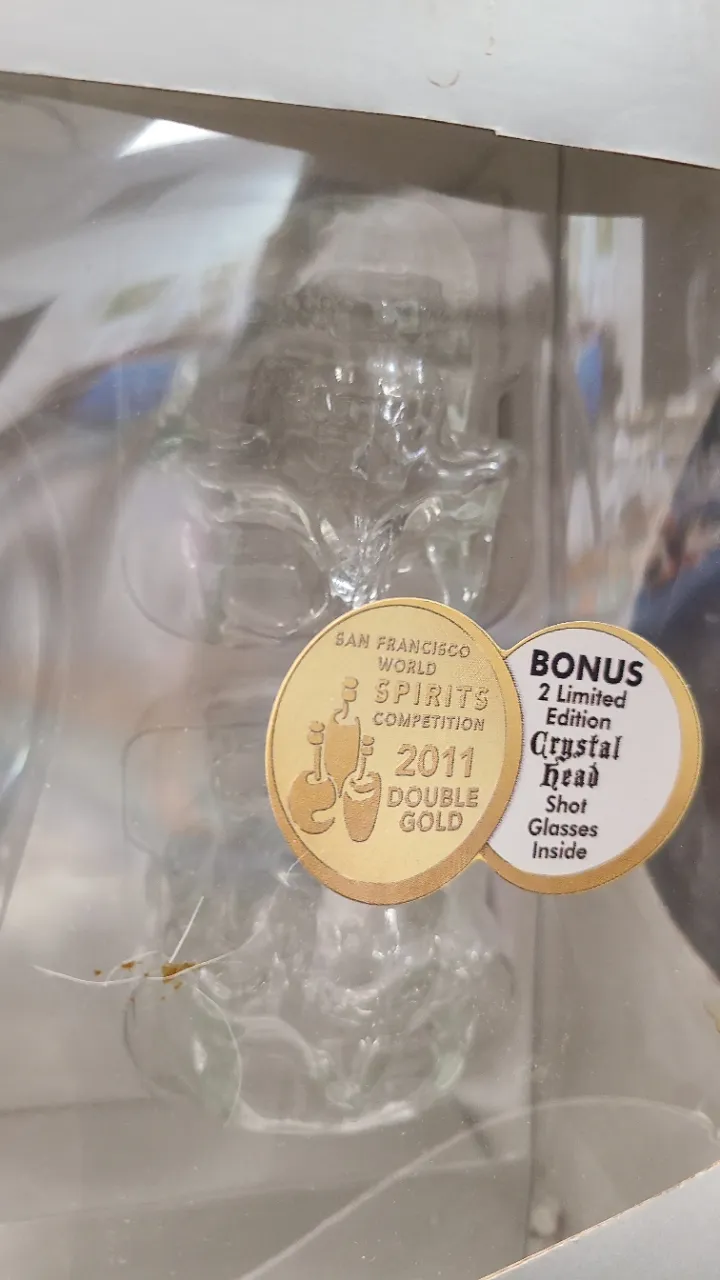 SAN FRANCISCO
WORLD
SPIRITS
COMPETITION
2011
DOUBLE
GOLD
BONUS
2 Limited
Edition
Crystal
Head
Shot
Glasses
Inside